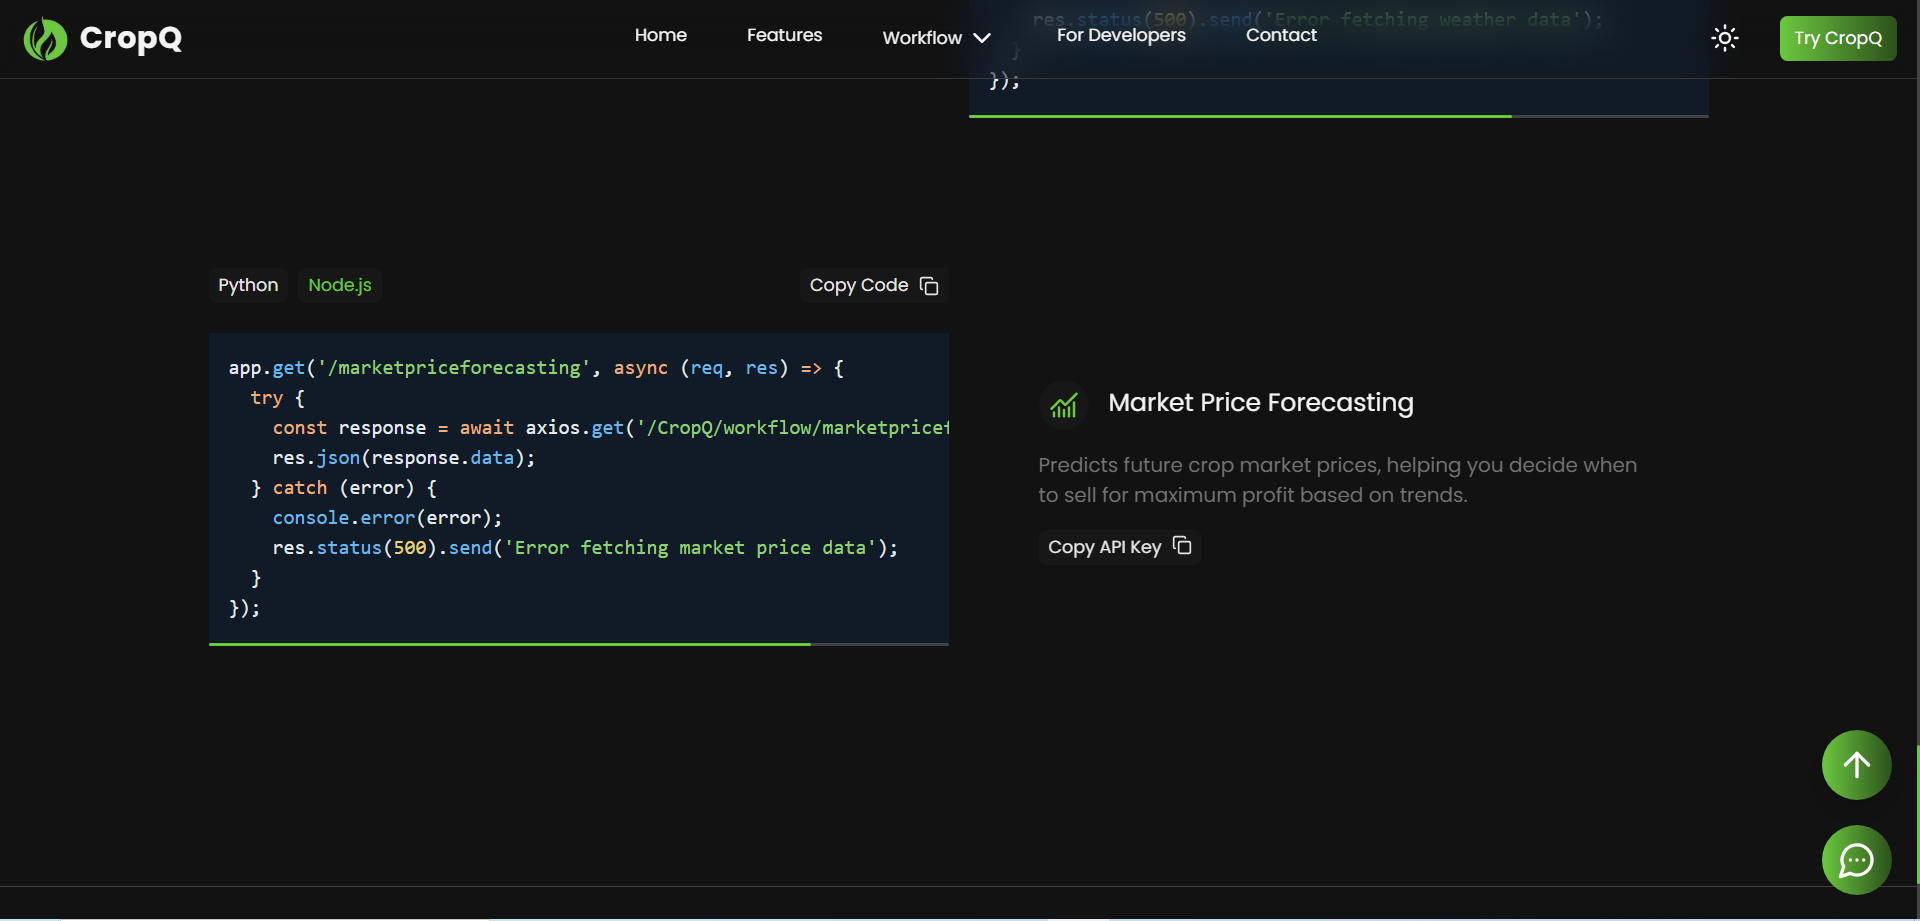 CropQ
Home
Features
Workflow
For Developers
Contact
Try CropQ
res.status(500).send('Error fetching weather data');
}
});
Python
Node.js
Copy Code
app.get('/marketpriceforecasting', async (req, res) => {
try {
const response = await axios.get('/CropQ/workflow/marketpricef
res.json(response.data);
} catch (error) {
console.error(error);
res.status(500).send('Error fetching market price data');
}
});
Market Price Forecasting
Predicts future crop market prices, helping you decide when
to sell for maximum profit based on trends.
Copy API Key